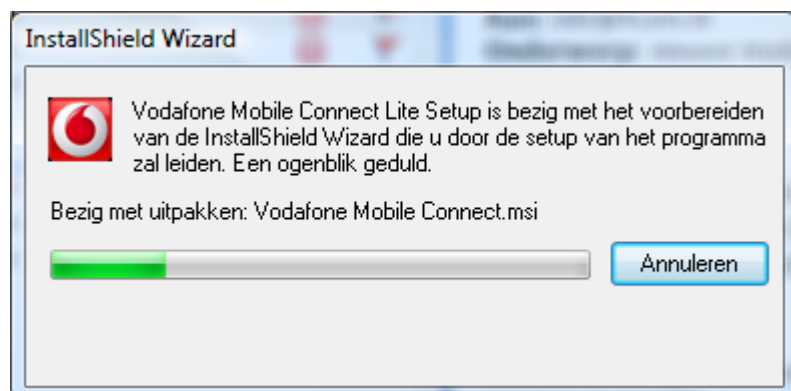 InstallShield Wizard
Vodafone Mobile Connect Lite Setup is bezig met het voorbereiden
van de InstallShield Wizard die u door de setup van het programma
zal leiden. Een ogenblik geduld.
Bezig met uitpakken: Vodafone Mobile Connect.msi
Annuleren